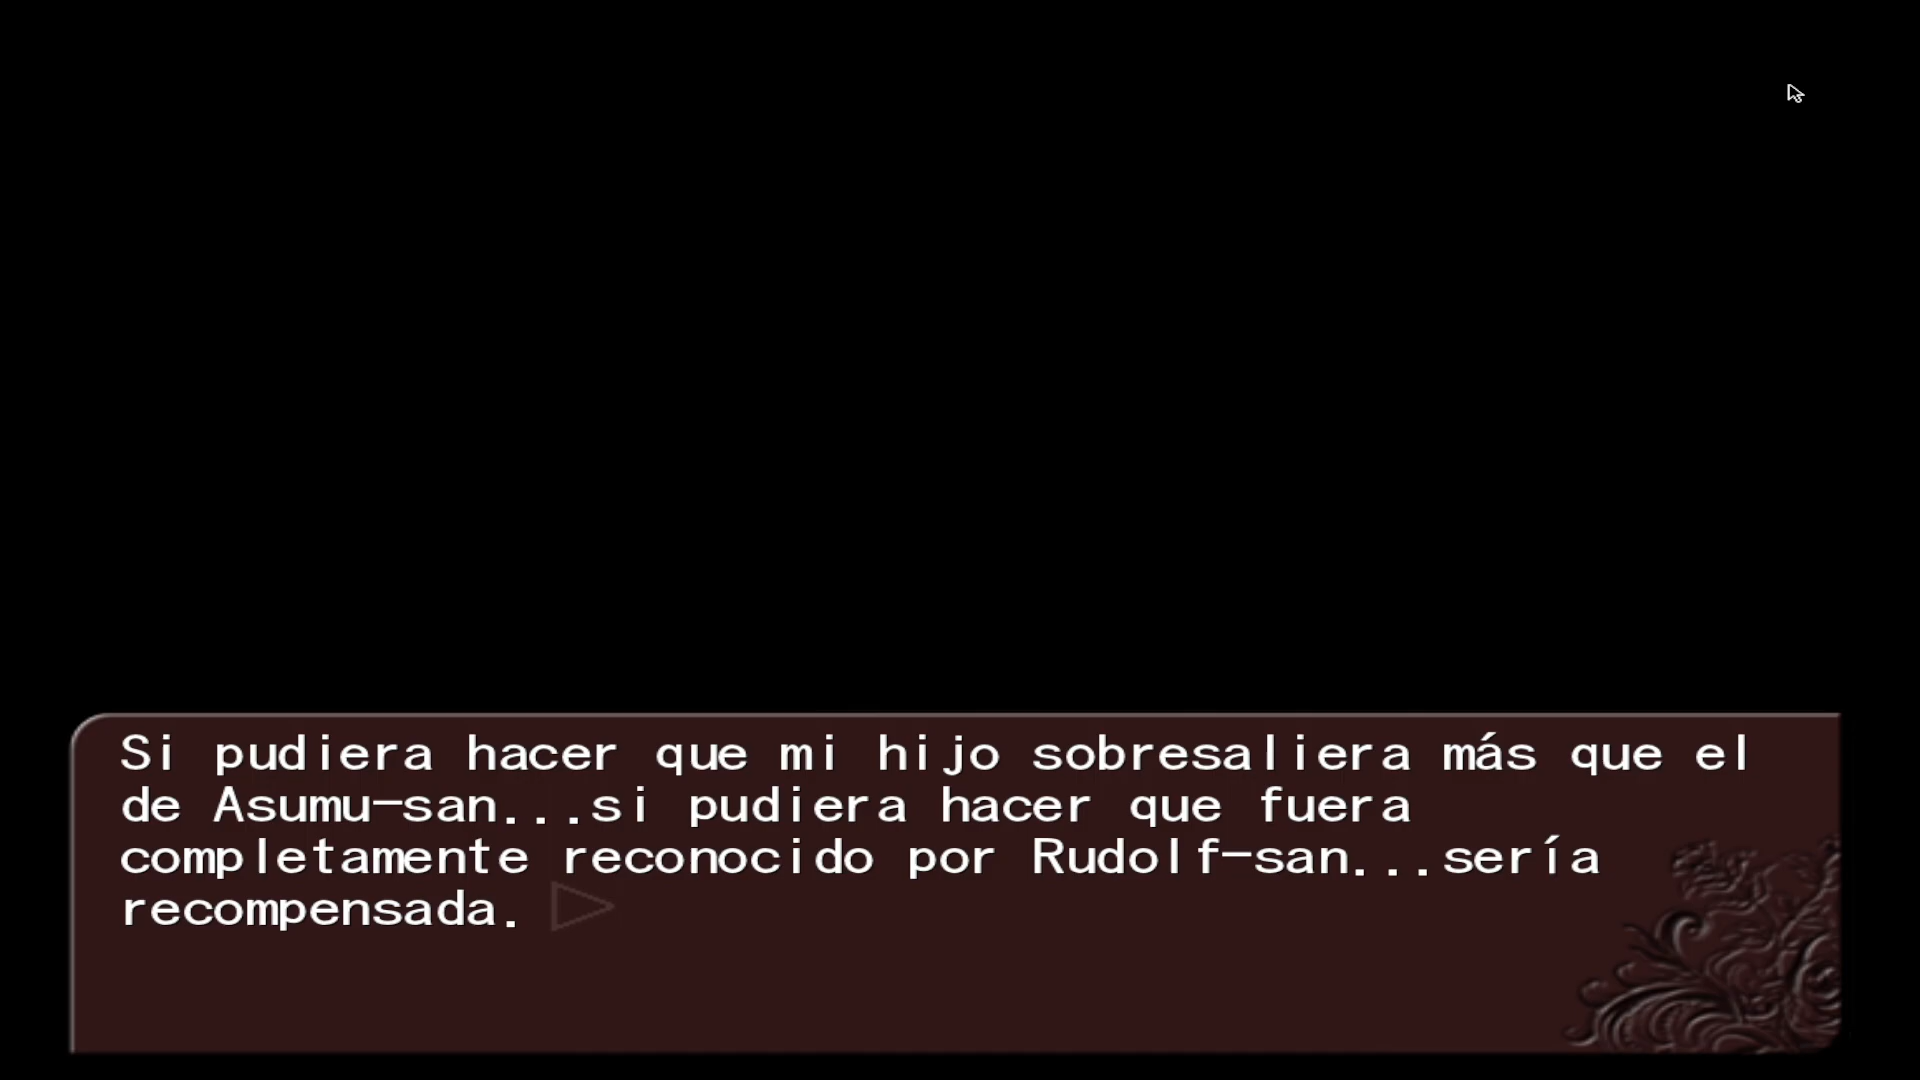 Si pudiera hacer que mi hijo sobresaliera más que el
de Asumu-san...si pudiera hacer que fuera
completamente reconocido por Rudolf-san...sería
recompensada.